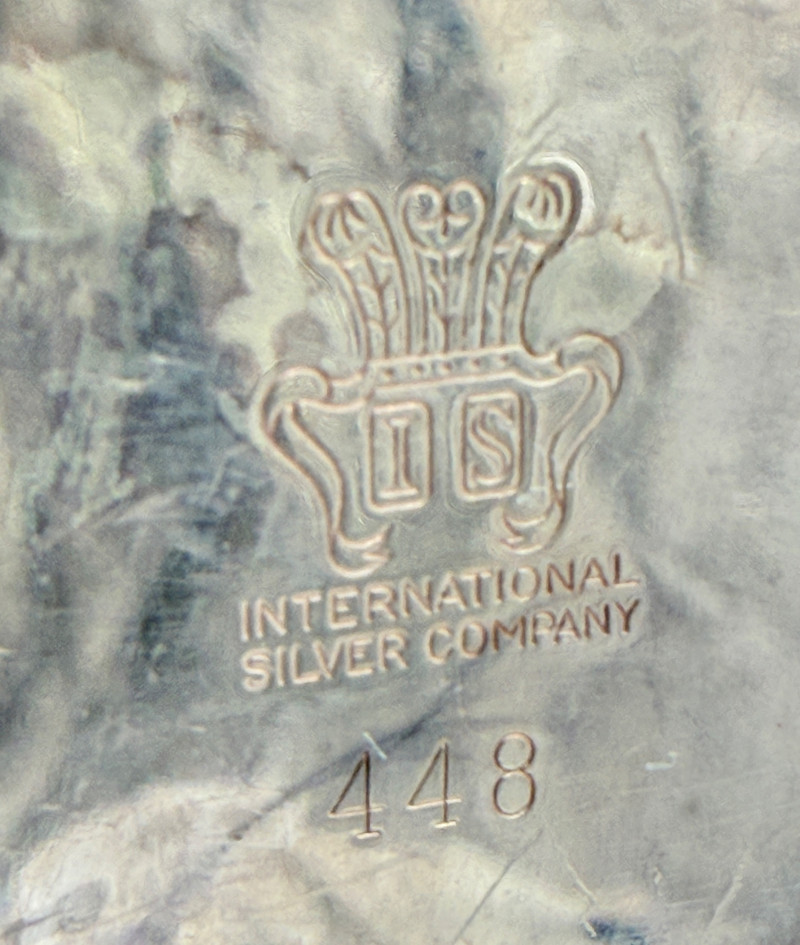 I S
INTERNATIONAL
SILVER COMPANY
448